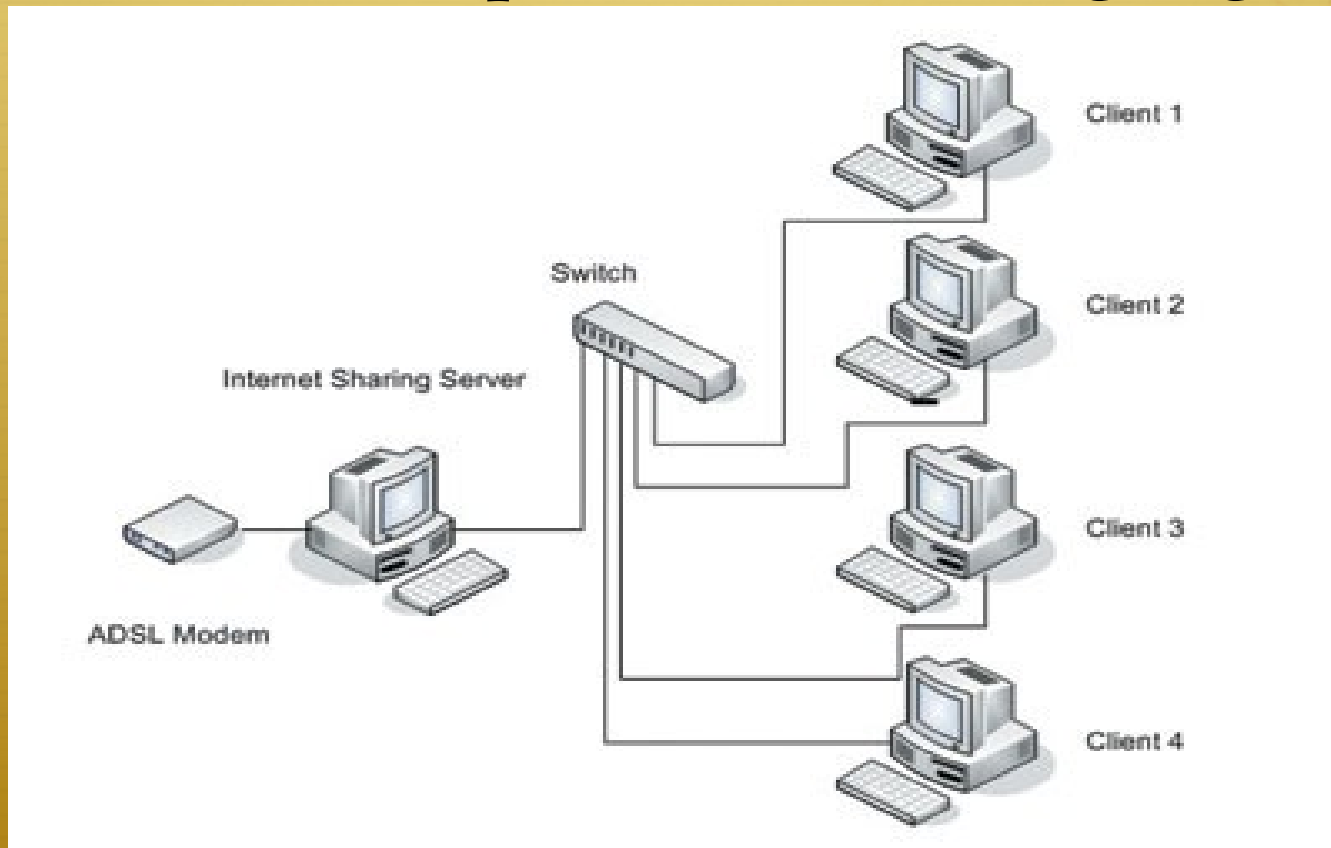 Client 1
Switch
Client 2
Internet Sharing Server
Client 3
ADSL Modem
Client 4